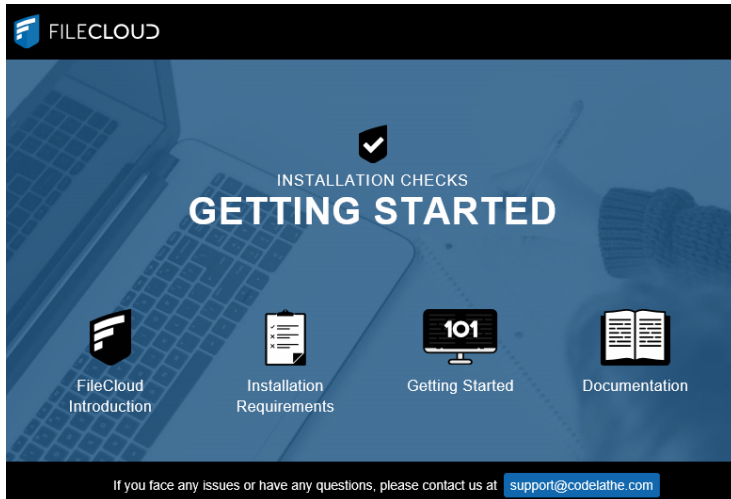 FILECLOUD
INSTALLATION CHECKS
GETTING STARTED
101
FileCloud
Introduction
Installation
Requirements
Getting Started
Documentation
If you face any issues or have any questions, please contact us at support@codelathe.com